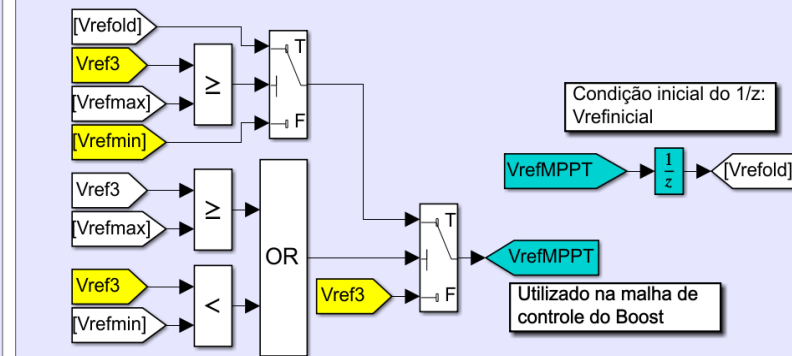 [Vrefold]
Vref3
[Vrefmax]
[Vrefmin]
≥
T
F
Vref3
[Vrefmax]
≥
Vref3
[Vrefmin]
<
OR
Vref3
T
F
VrefMPPT
Utilizado na malha de
controle do Boost
Condição inicial do 1/z:
Vrefinicial
VrefMPPT
1
z
[Vrefold]